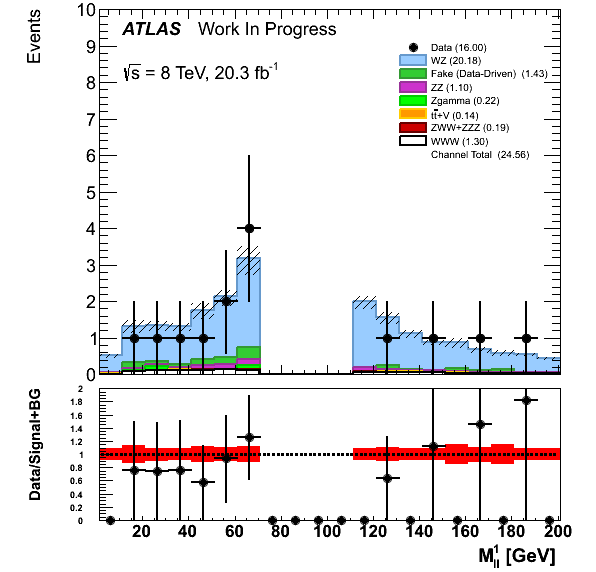 Events
ATLAS Work In Progress
√s = 8 TeV, 20.3 fb⁻¹
Data (16.00)
WZ (20.18)
Fake (Data-Driven) (1.43)
ZZ (1.10)
Zgamma (0.22)
tt̄+V (0.14)
ZWW+ZZZ (0.19)
WWW (1.30)
Channel Total (24.56)
10
9
8
7
6
5
4
3
2
1
0
Data/Signal+BG
2
1.8
1.6
1.4
1.2
1
0.8
0.6
0.4
0.2
0
20 40 60 80 100 120 140 160 180 200
M¹ll [GeV]